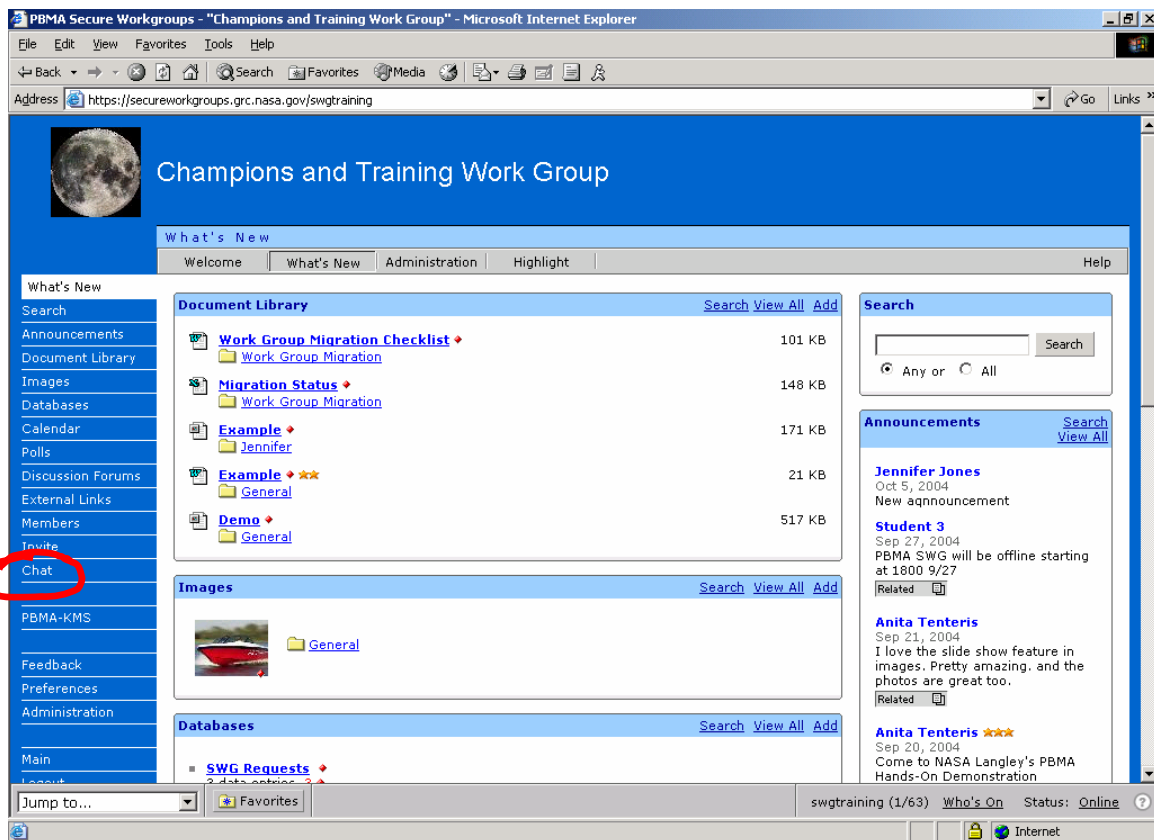 PBMA Secure Workgroups - "Champions and Training Work Group" - Microsoft Internet Explorer
File Edit View Favorites Tools Help
Back Search Favorites Media
Address https://secureworkgroups.grc.nasa.gov/swgtraining Go Links »
Champions and Training Work Group
What's New
Welcome What's New Administration Highlight Help
What's New
Search
Announcements
Document Library
Images
Databases
Calendar
Polls
Discussion Forums
External Links
Members
Invite
Chat
PBMA-KMS
Feedback
Preferences
Administration
Main
Logout
Document Library Search View All Add
Work Group Migration Checklist 101 KB
Work Group Migration
Migration Status 148 KB
Work Group Migration
Example 171 KB
Jennifer
Example 21 KB
General
Demo 517 KB
General
Images Search View All Add
General
Databases Search View All Add
SWG Requests
3 data entries, 3
Search
Search
Any or All
Announcements Search
View All
Jennifer Jones
Oct 5, 2004
New aqnnouncement
Student 3
Sep 27, 2004
PBMA SWG will be offline starting
at 1800 9/27
Related
Anita Tenteris
Sep 21, 2004
I love the slide show feature in
images. Pretty amazing. and the
photos are great too.
Related
Anita Tenteris
Sep 20, 2004
Come to NASA Langley's PBMA
Hands-On Demonstration
Jump to... Favorites swgtraining (1/63) Who's On Status: Online ?
Internet